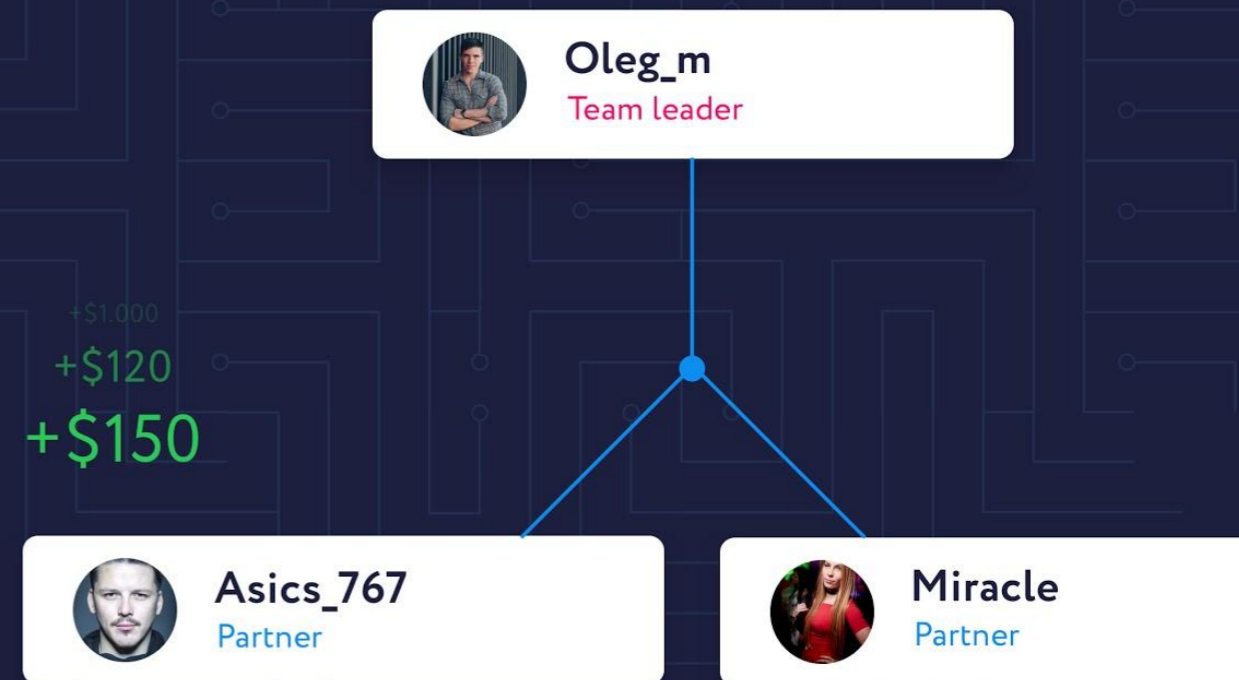 Oleg_m
Team leader
+$1.000
+$120
+$150
Asics_767
Partner
Miracle
Partner